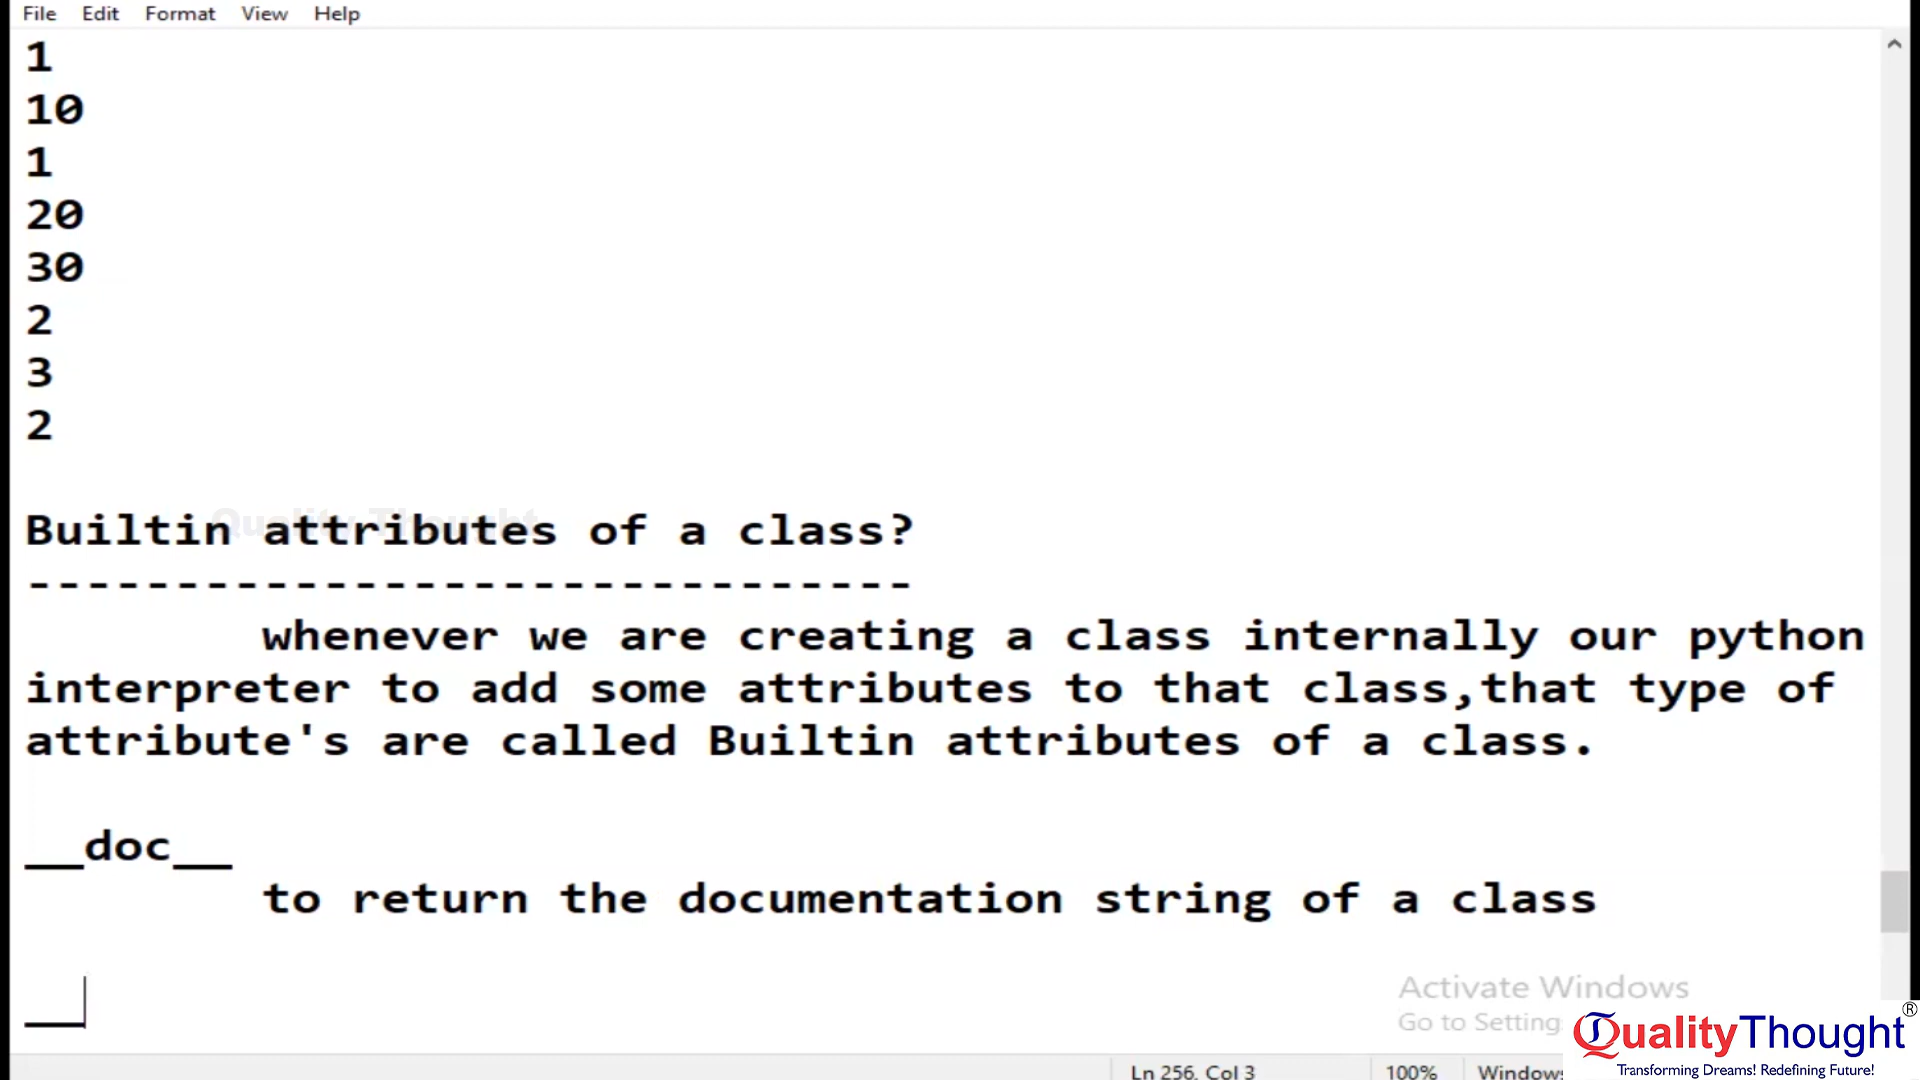 File Edit Format View Help
1
10
1
20
30
2
3
2
Quality Thought
Builtin attributes of a class?
------------------------------
whenever we are creating a class internally our python
interpreter to add some attributes to that class,that type of
attribute's are called Builtin attributes of a class.
__doc__
to return the documentation string of a class
__
Activate Windows
Go to Setting
QualityThought®
Transforming Dreams! Redefining Future!
Ln 256, Col 3 100% Windows